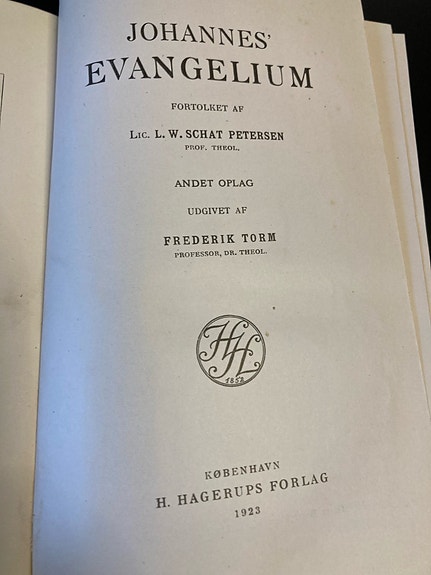 JOHANNES'
EVANGELIUM
FORTOLKET AF
LIC. L. W. SCHAT PETERSEN
PROF. THEOL.
ANDET OPLAG
UDGIVET AF
FREDERIK TORM
PROFESSOR, DR. THEOL.
HH
1852
KØBENHAVN
H. HAGERUPS FORLAG
1923